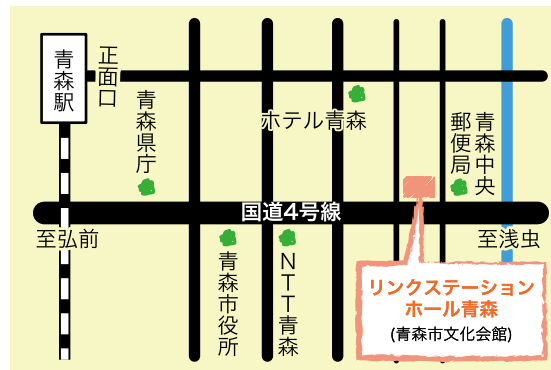 青森駅
正面口
青森県庁
ホテル青森
青森中央
郵便局
国道4号線
至弘前
至浅虫
青森市役所
NTT青森
リンクステーション
ホール青森
(青森市文化会館)